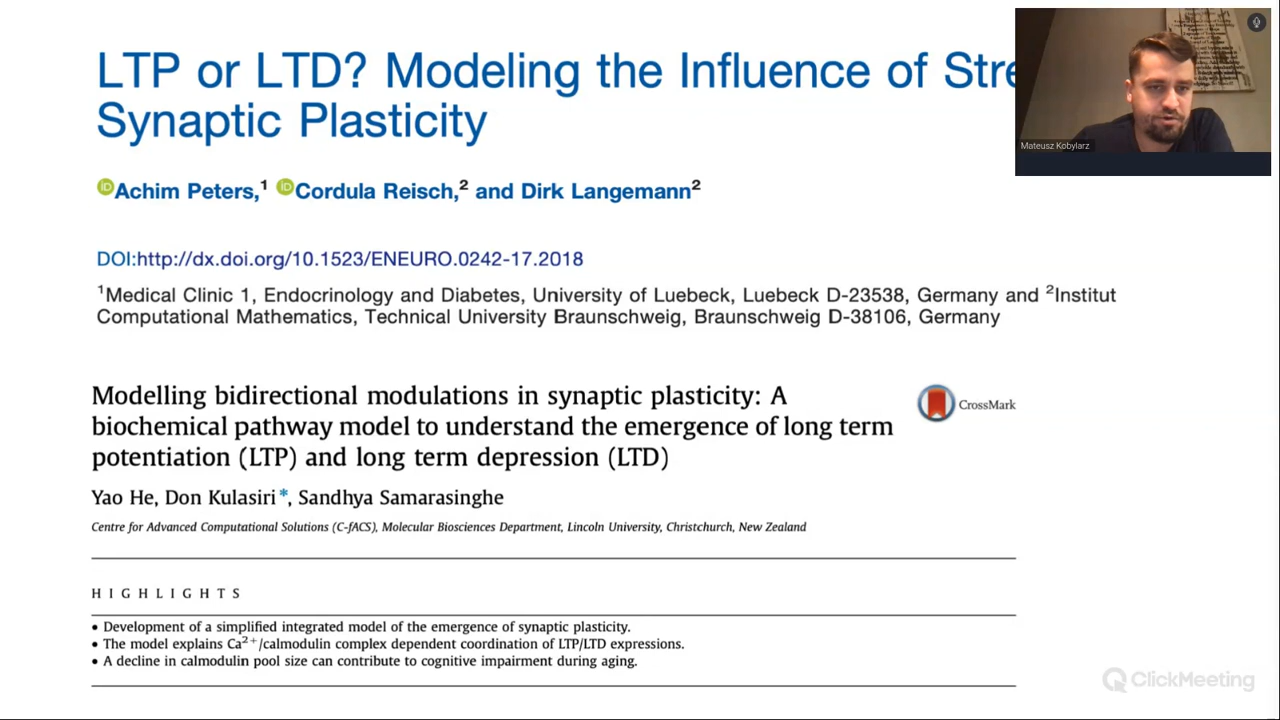 LTP or LTD? Modeling the Influence of Stre
Synaptic Plasticity
Mateusz Kobylarz
iD Achim Peters,¹ iD Cordula Reisch,² and Dirk Langemann²
DOI:http://dx.doi.org/10.1523/ENEURO.0242-17.2018
¹Medical Clinic 1, Endocrinology and Diabetes, University of Luebeck, Luebeck D-23538, Germany and ²Institut
Computational Mathematics, Technical University Braunschweig, Braunschweig D-38106, Germany
Modelling bidirectional modulations in synaptic plasticity: A
biochemical pathway model to understand the emergence of long term
potentiation (LTP) and long term depression (LTD)
CrossMark
Yao He, Don Kulasiri*, Sandhya Samarasinghe
Centre for Advanced Computational Solutions (C-fACS), Molecular Biosciences Department, Lincoln University, Christchurch, New Zealand
HIGHLIGHTS
• Development of a simplified integrated model of the emergence of synaptic plasticity.
• The model explains Ca²⁺/calmodulin complex dependent coordination of LTP/LTD expressions.
• A decline in calmodulin pool size can contribute to cognitive impairment during aging.
ClickMeeting